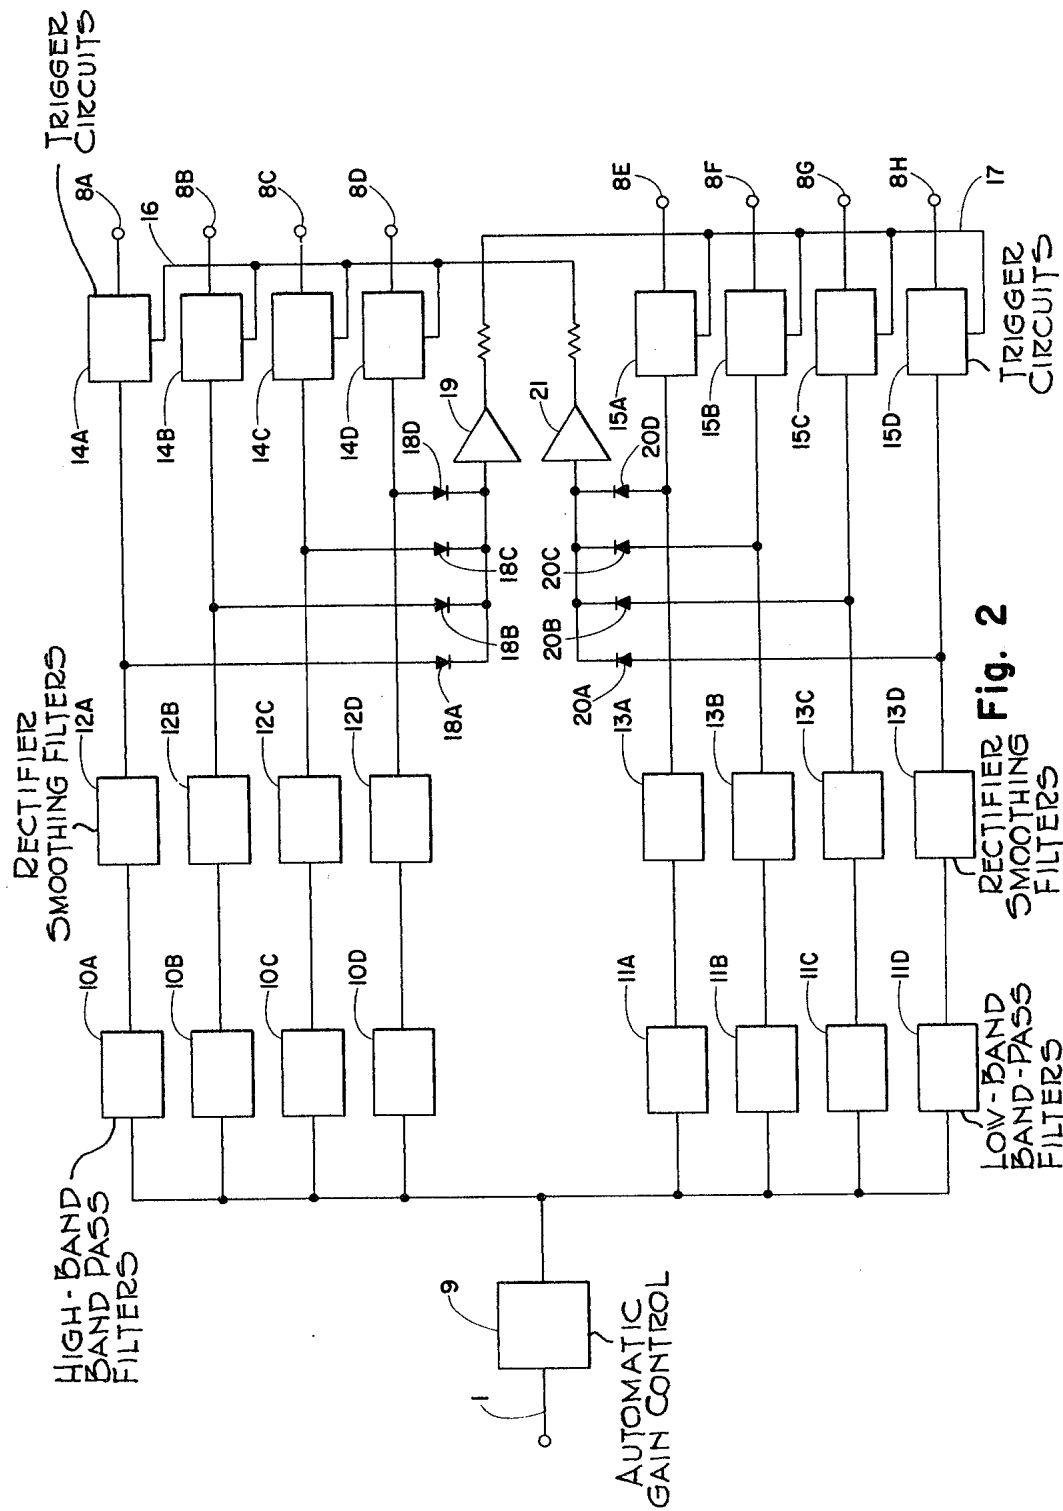 TRIGGER
CIRCUITS
8A
16
8B
8C
8D
14A
14B
14C
14D
18D
19
21
20D
18A
18B
18C
20A
20B
20C
RECTIFIER
SMOOTHING FILTERS
12A
12B
12C
12D
HIGH-BAND
BAND PASS
FILTERS
10A
10B
10C
10D
1
9
AUTOMATIC
GAIN CONTROL
11A
11B
11C
11D
LOW-BAND
BAND-PASS
FILTERS
13A
13B
13C
13D
RECTIFIER
SMOOTHING
FILTERS
15A
15B
15C
15D
8E
8F
8G
8H
17
TRIGGER
CIRCUITS
Fig. 2